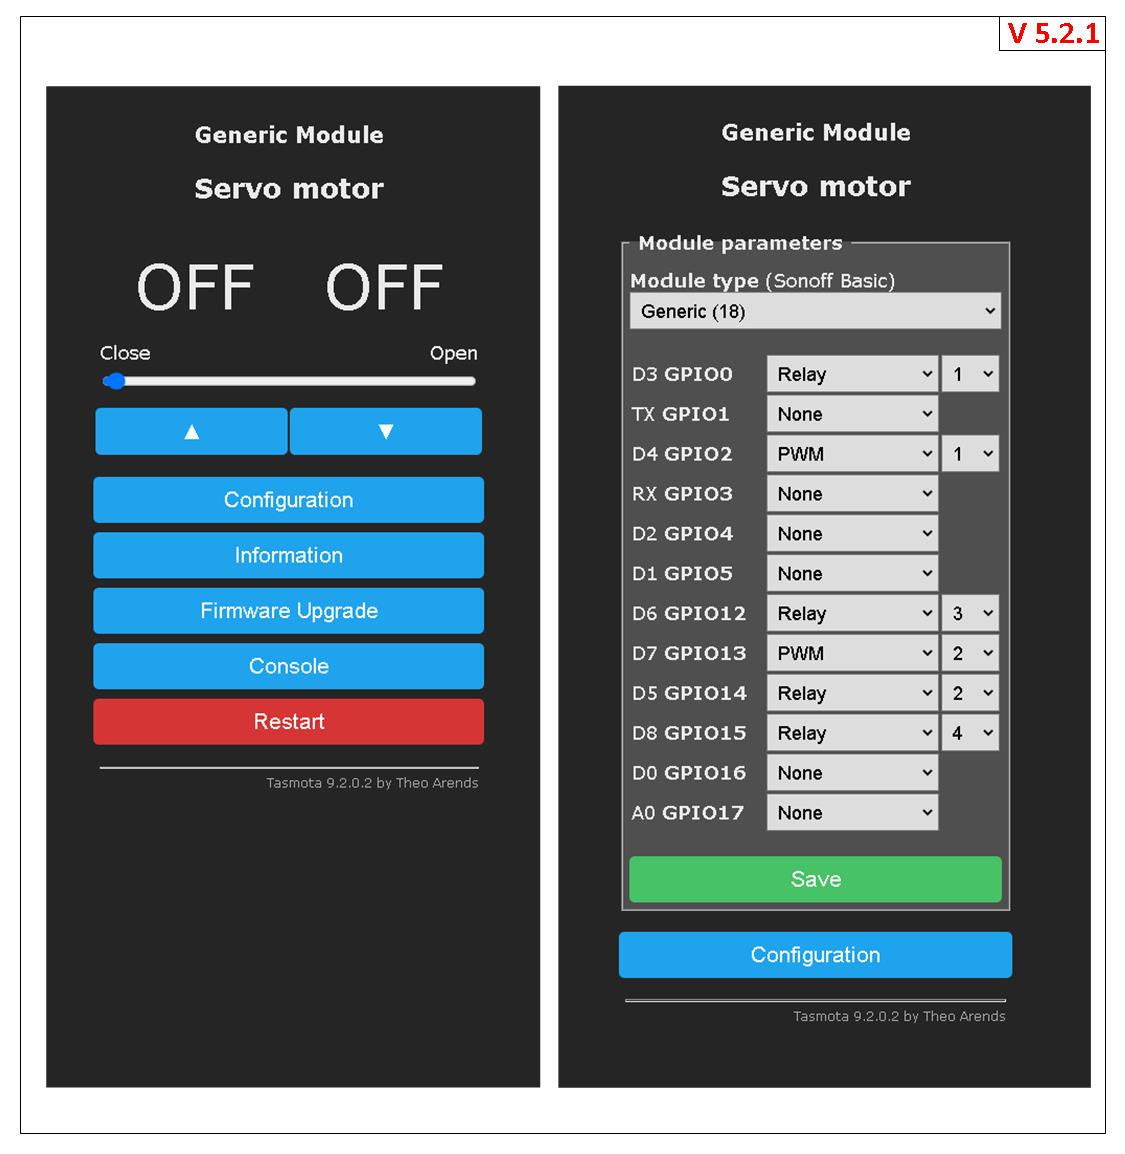 V 5.2.1
Generic Module
Servo motor
OFF OFF
Close Open
▲ ▼
Configuration
Information
Firmware Upgrade
Console
Restart
Tasmota 9.2.0.2 by Theo Arends
Generic Module
Servo motor
Module parameters
Module type (Sonoff Basic)
Generic (18)
D3 GPIO0 Relay 1
TX GPIO1 None
D4 GPIO2 PWM 1
RX GPIO3 None
D2 GPIO4 None
D1 GPIO5 None
D6 GPIO12 Relay 3
D7 GPIO13 PWM 2
D5 GPIO14 Relay 2
D8 GPIO15 Relay 4
D0 GPIO16 None
A0 GPIO17 None
Save
Configuration
Tasmota 9.2.0.2 by Theo Arends